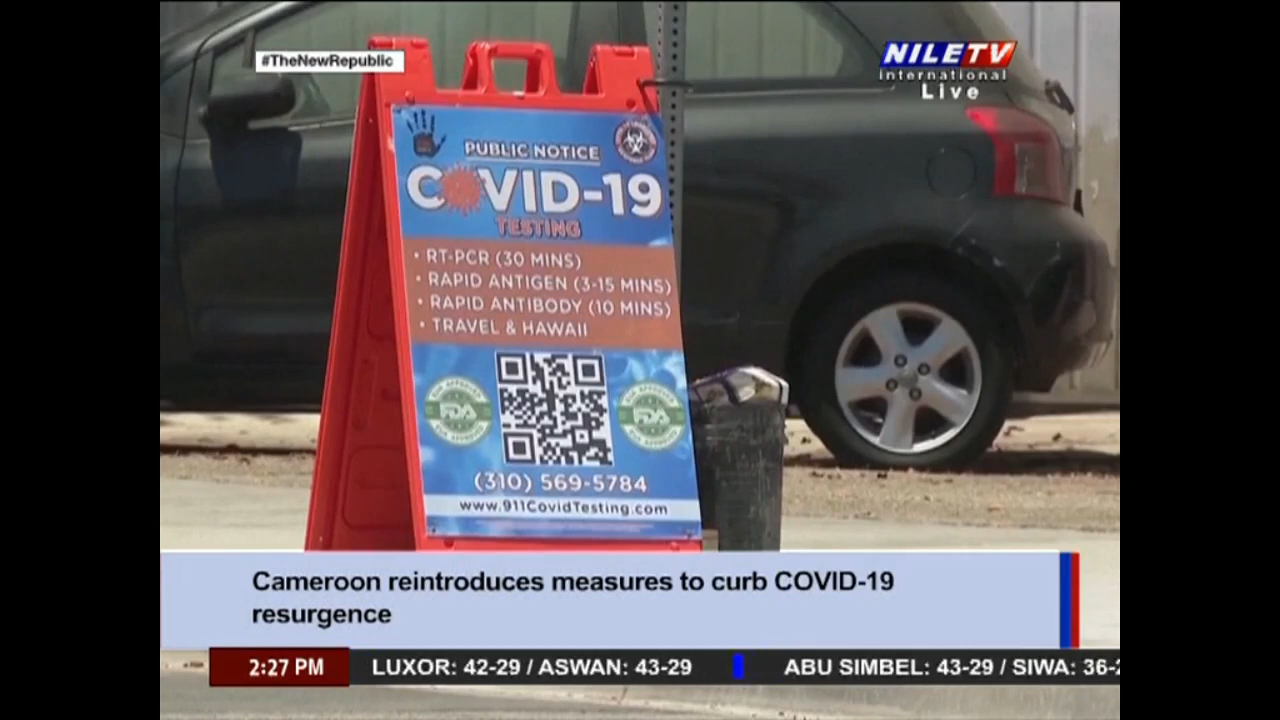 #TheNewRepublic
NILETV
international
Live
PUBLIC NOTICE
COVID-19
TESTING
• RT-PCR (30 MINS)
• RAPID ANTIGEN (3-15 MINS)
• RAPID ANTIBODY (10 MINS)
• TRAVEL & HAWAII
FDA
FDA
(310) 569-5784
www.911CovidTesting.com
Cameroon reintroduces measures to curb COVID-19
resurgence
2:27 PM LUXOR: 42-29 / ASWAN: 43-29 ABU SIMBEL: 43-29 / SIWA: 36-2